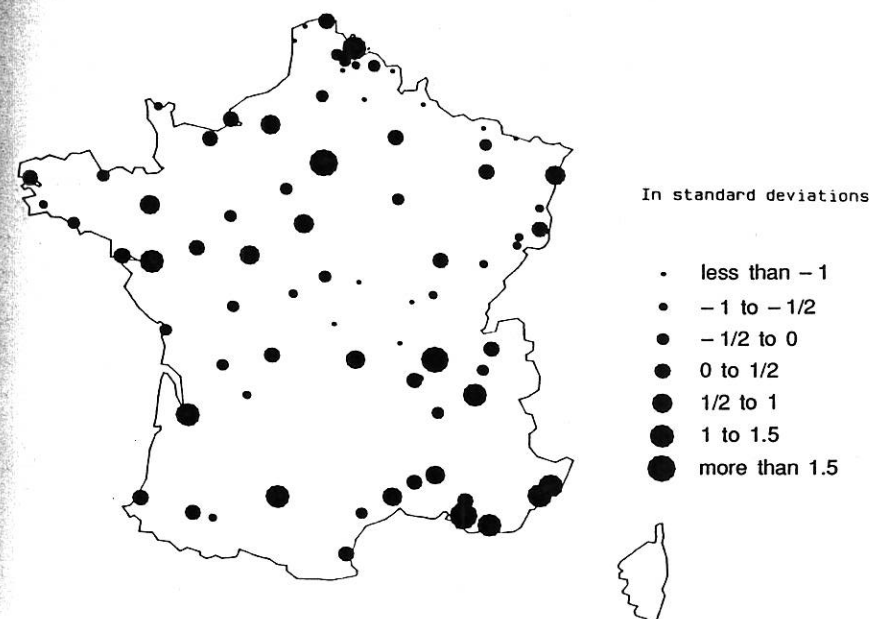 In standard deviations
less than – 1
– 1 to – 1/2
– 1/2 to 0
0 to 1/2
1/2 to 1
1 to 1.5
more than 1.5